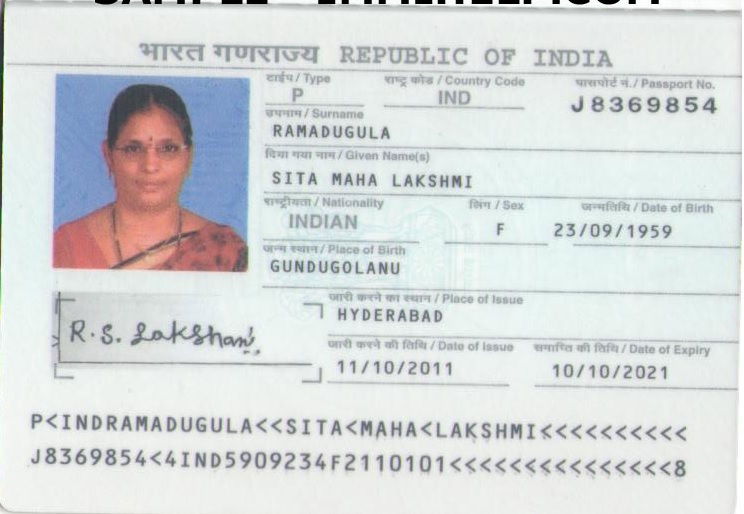 भारत गणराज्य REPUBLIC OF INDIA
टाईप / Type राष्ट्र कोड / Country Code पासपोर्ट नं. / Passport No.
P IND J8369854
उपनाम / Surname
RAMADUGULA
दिया गया नाम / Given Name(s)
SITA MAHA LAKSHMI
राष्ट्रीयता / Nationality लिंग / Sex जन्मतिथि / Date of Birth
INDIAN F 23/09/1959
जन्म स्थान / Place of Birth
GUNDUGOLANU
जारी करने का स्थान / Place of Issue
HYDERABAD
R.S. Lakshmi
जारी करने की तिथि / Date of Issue समाप्ति की तिथि / Date of Expiry
11/10/2011 10/10/2021
P<INDRAMADUGULA<<SITA<MAHA<LAKSHMI<<<<<<<<<<
J8369854<4IND5909234F2110101<<<<<<<<<<<<<<<8